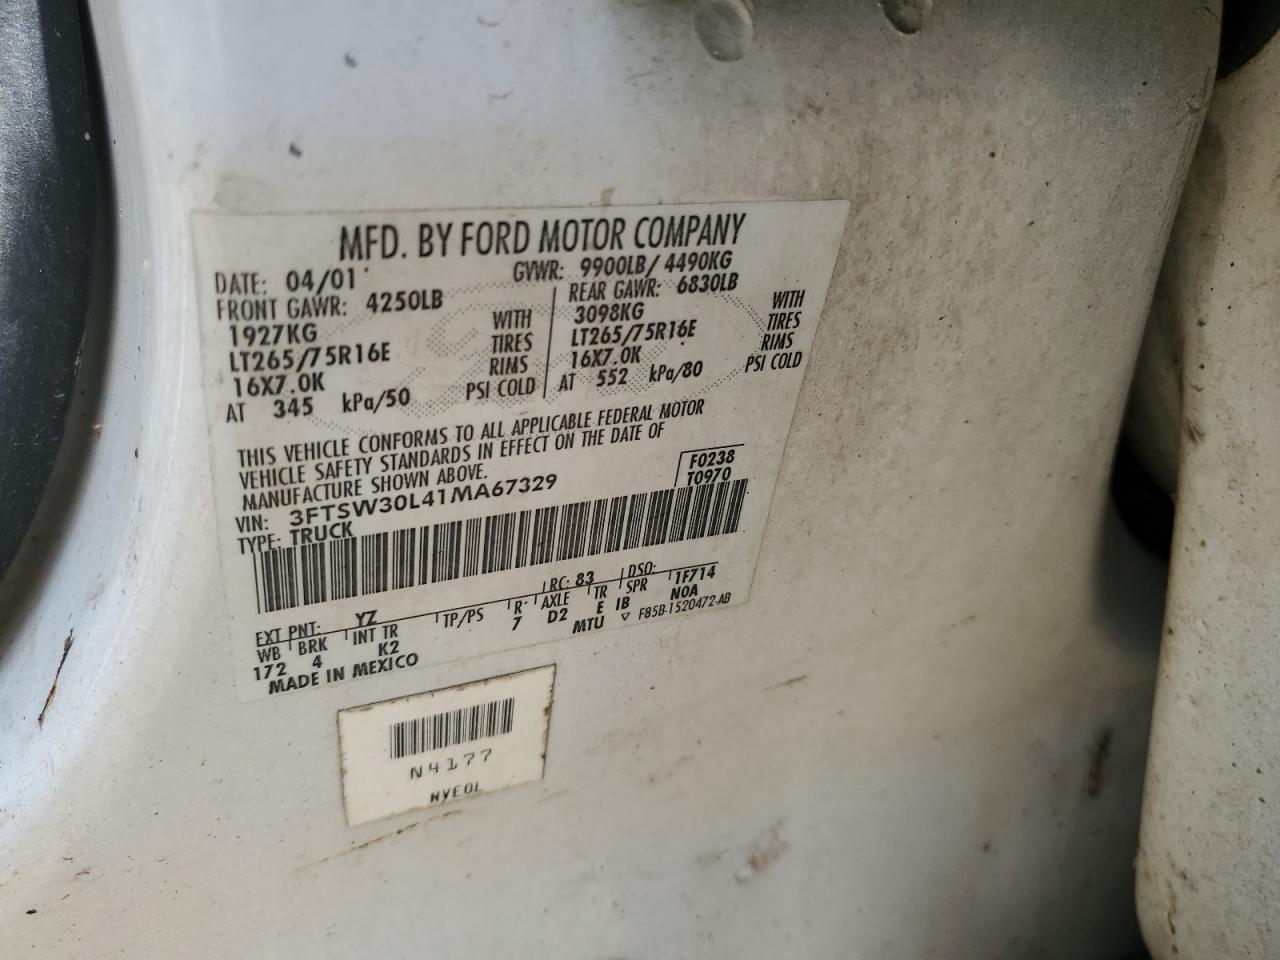 MFD. BY FORD MOTOR COMPANY
DATE: 04/01 GVWR: 9900LB/ 4490KG
FRONT GAWR: 4250LB REAR GAWR: 6830LB
1927KG WITH 3098KG WITH
LT265/75R16E TIRES LT265/75R16E TIRES
16X7.0K RIMS 16X7.0K RIMS
AT 345 kPa/50 PSI COLD AT 552 kPa/80 PSI COLD
THIS VEHICLE CONFORMS TO ALL APPLICABLE FEDERAL MOTOR
VEHICLE SAFETY STANDARDS IN EFFECT ON THE DATE OF
MANUFACTURE SHOWN ABOVE. F0238
VIN: 3FTSW30L41MA67329 T0970
TYPE: TRUCK
EXT PNT: YZ RC: 83 DSO:
WB BRK INT TR TP/PS R AXLE TR SPR 1F714
172 4 K2 7 D2 E IB N0A
MADE IN MEXICO MTU ▽ F85B-1520472-AB
N4177
NVE01